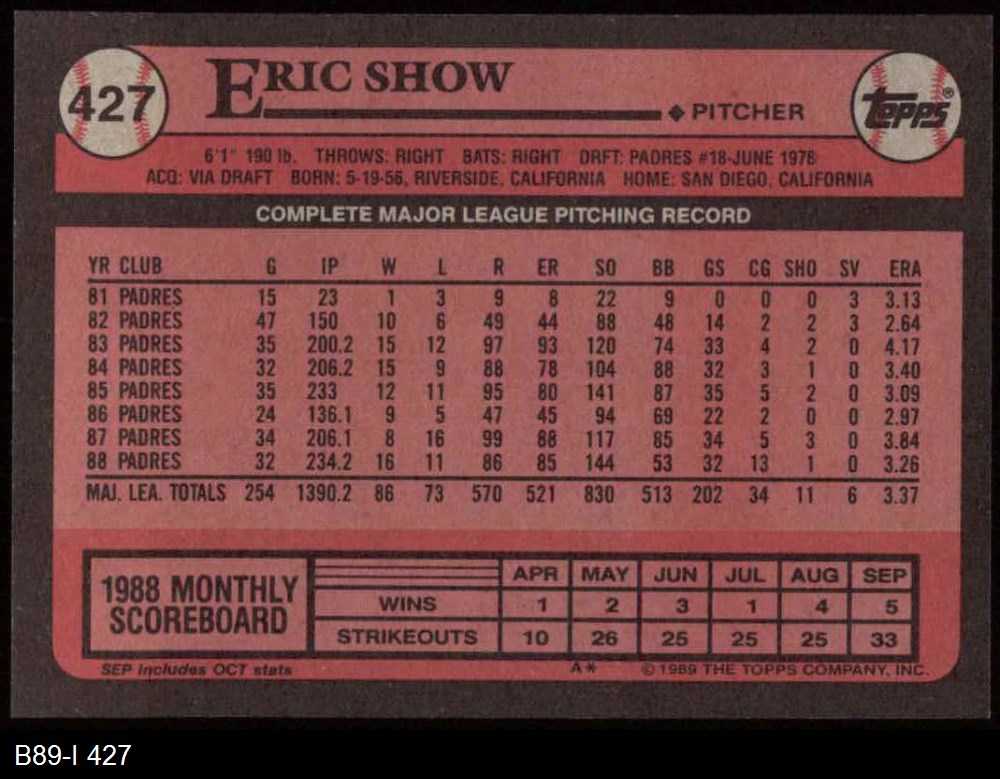 427
ERIC SHOW
◆ PITCHER
Topps®
6'1" 190 lb. THROWS: RIGHT BATS: RIGHT DRFT: PADRES #18-JUNE 1978
ACQ: VIA DRAFT BORN: 5-19-56, RIVERSIDE, CALIFORNIA HOME: SAN DIEGO, CALIFORNIA
COMPLETE MAJOR LEAGUE PITCHING RECORD
YR CLUB G IP W L R ER SO BB GS CG SHO SV ERA
81 PADRES 15 23 1 3 9 8 22 9 0 0 0 3 3.13
82 PADRES 47 150 10 6 49 44 88 48 14 2 2 3 2.64
83 PADRES 35 200.2 15 12 97 93 120 74 33 4 2 0 4.17
84 PADRES 32 206.2 15 9 88 78 104 88 32 3 1 0 3.40
85 PADRES 35 233 12 11 95 80 141 87 35 5 2 0 3.09
86 PADRES 24 136.1 9 5 47 45 94 69 22 2 0 0 2.97
87 PADRES 34 206.1 8 16 99 88 117 85 34 5 3 0 3.84
88 PADRES 32 234.2 16 11 86 85 144 53 32 13 1 0 3.26
MAJ. LEA. TOTALS 254 1390.2 86 73 570 521 830 513 202 34 11 6 3.37
1988 MONTHLY
SCOREBOARD
APR MAY JUN JUL AUG SEP
WINS 1 2 3 1 4 5
STRIKEOUTS 10 26 25 25 25 33
SEP includes OCT stats
A*
© 1989 THE TOPPS COMPANY, INC.
B89-I 427